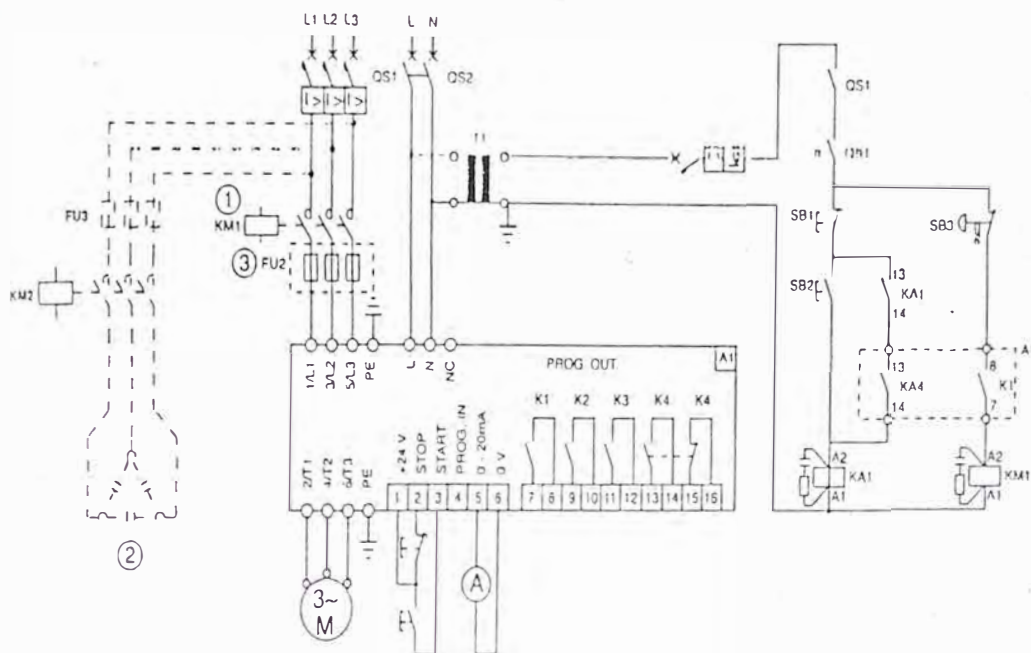 L1 L2 L3 L N
QS1 QS2
I> I> I>
T1
QS1
FU3
1
KM1
3 FU2
KM2
SB1
SB3
SB2
13
KA1
14
1/L1 3/L2 5/L3 PE L N NC
PROG OUT.
A1
A
13
KA4
14
8
K1
7
K1 K2 K3 K4 K4
+24 V STOP START PROG. IN 0 - 20mA 0 V
2/T1 4/T2 6/T3 PE
1 2 3 4 5 6
7 8 9 10 11 12 13 14 15 16
A2
KA1
A1
A2
KM1
A1
2
A
3~
M